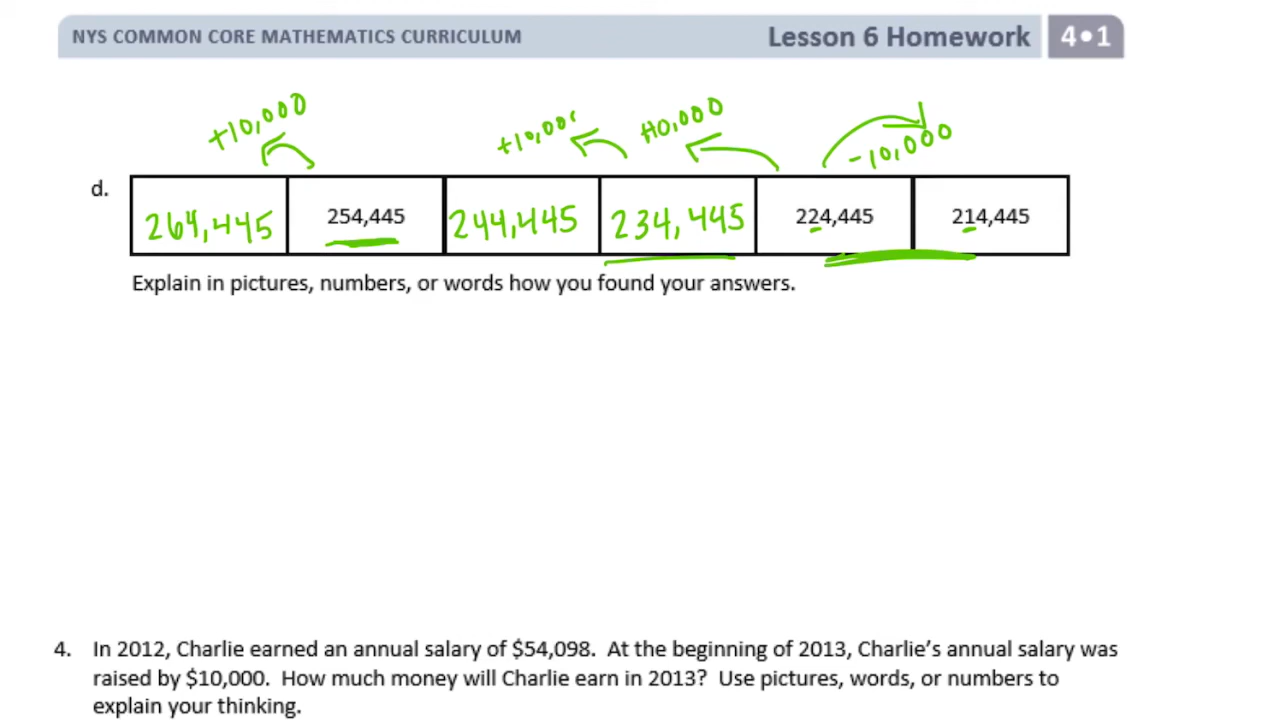 NYS COMMON CORE MATHEMATICS CURRICULUM Lesson 6 Homework 4•1
+10,000 +10,000 +10,000 -10,000
d. 264,445 254,445 244,445 234,445 224,445 214,445
Explain in pictures, numbers, or words how you found your answers.
4. In 2012, Charlie earned an annual salary of $54,098. At the beginning of 2013, Charlie’s annual salary was
raised by $10,000. How much money will Charlie earn in 2013? Use pictures, words, or numbers to
explain your thinking.